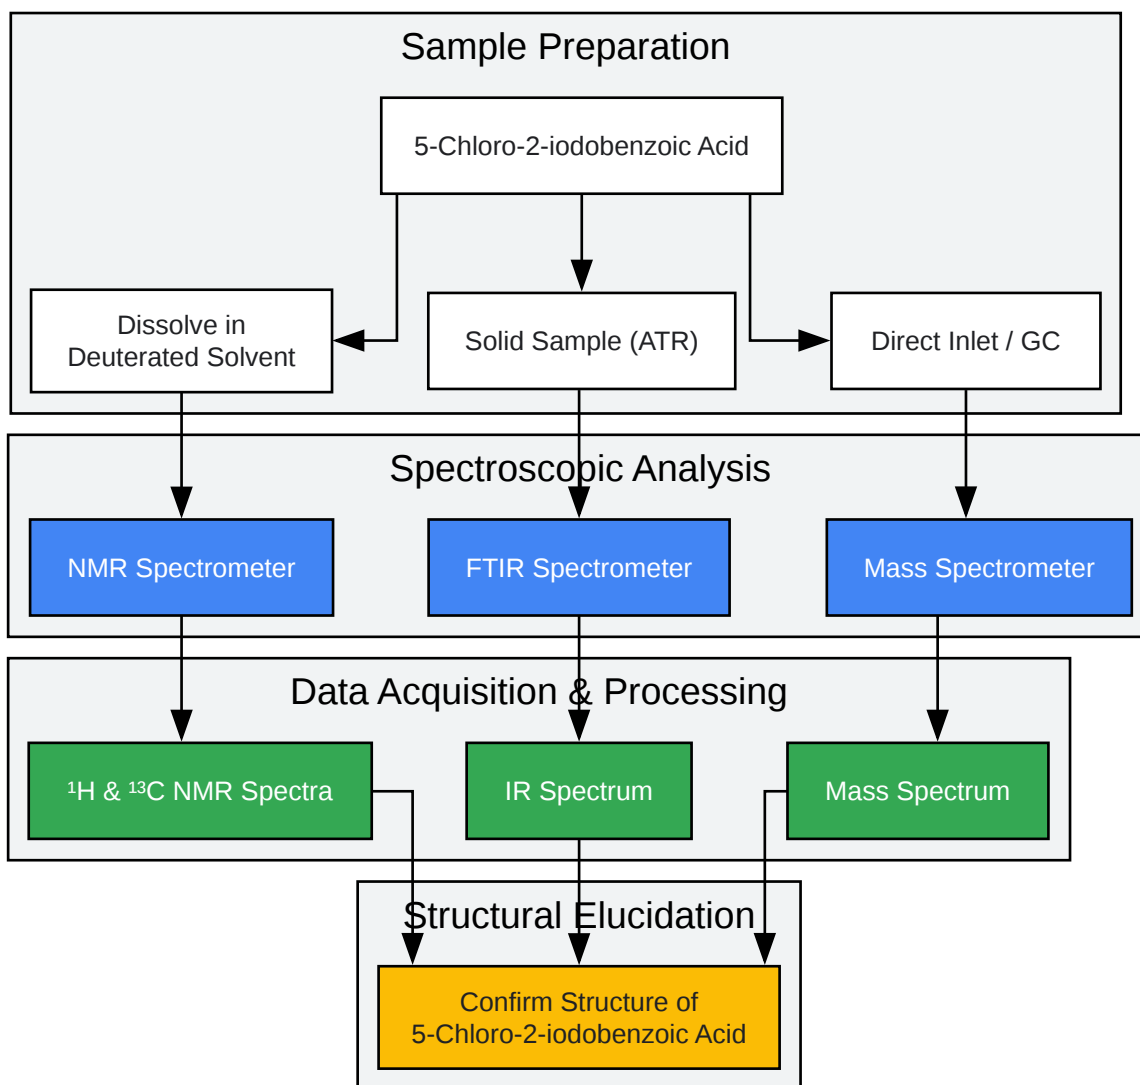 Sample Preparation
5-Chloro-2-iodobenzoic Acid
Dissolve in
Deuterated Solvent
Solid Sample (ATR)
Direct Inlet / GC
Spectroscopic Analysis
NMR Spectrometer
FTIR Spectrometer
Mass Spectrometer
Data Acquisition & Processing
¹H & ¹³C NMR Spectra
IR Spectrum
Mass Spectrum
Structural Elucidation
Confirm Structure of
5-Chloro-2-iodobenzoic Acid